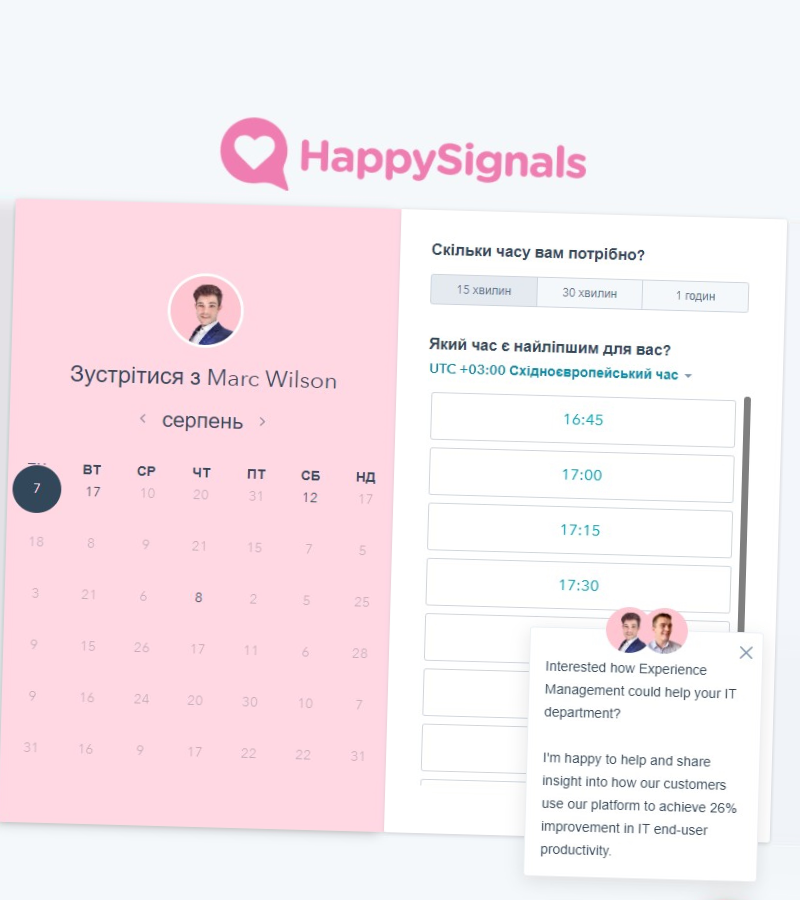 HappySignals
Зустрітися з Marc Wilson
серпень
ВТ СР ЧТ ПТ СБ НД
7 17 10 20 31 12 17
18 8 9 21 15 7 5
3 21 6 8 2 5 25
9 15 26 17 11 6 28
9 16 24 20 30 10 7
31 16 9 17 22 22 31
Скільки часу вам потрібно?
15 хвилин 30 хвилин 1 годин
Який час є найліпшим для вас?
UTC +03:00 Східноєвропейський час
16:45
17:00
17:15
17:30
Interested how Experience
Management could help your IT
department?
I'm happy to help and share
insight into how our customers
use our platform to achieve 26%
improvement in IT end-user
productivity.